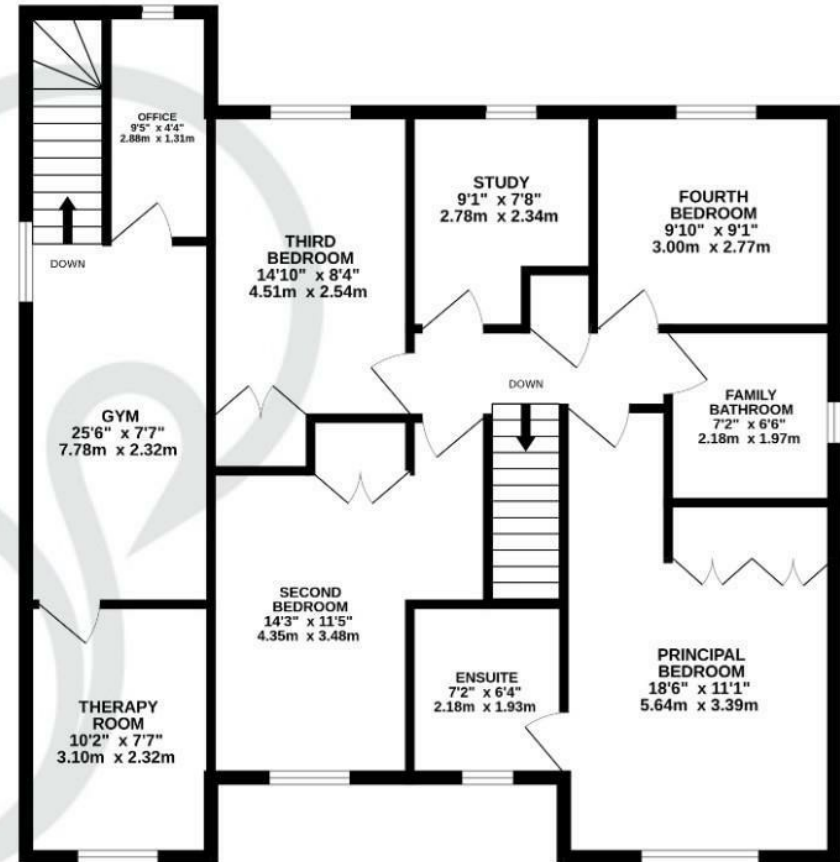 OFFICE
9'5" x 4'4"
2.88m x 1.31m
STUDY
9'1" x 7'8"
2.78m x 2.34m
FOURTH
BEDROOM
9'10" x 9'1"
3.00m x 2.77m
THIRD
BEDROOM
14'10" x 8'4"
4.51m x 2.54m
DOWN
DOWN
FAMILY
BATHROOM
7'2" x 6'6"
2.18m x 1.97m
GYM
25'6" x 7'7"
7.78m x 2.32m
SECOND
BEDROOM
14'3" x 11'5"
4.35m x 3.48m
ENSUITE
7'2" x 6'4"
2.18m x 1.93m
PRINCIPAL
BEDROOM
18'6" x 11'1"
5.64m x 3.39m
THERAPY
ROOM
10'2" x 7'7"
3.10m x 2.32m